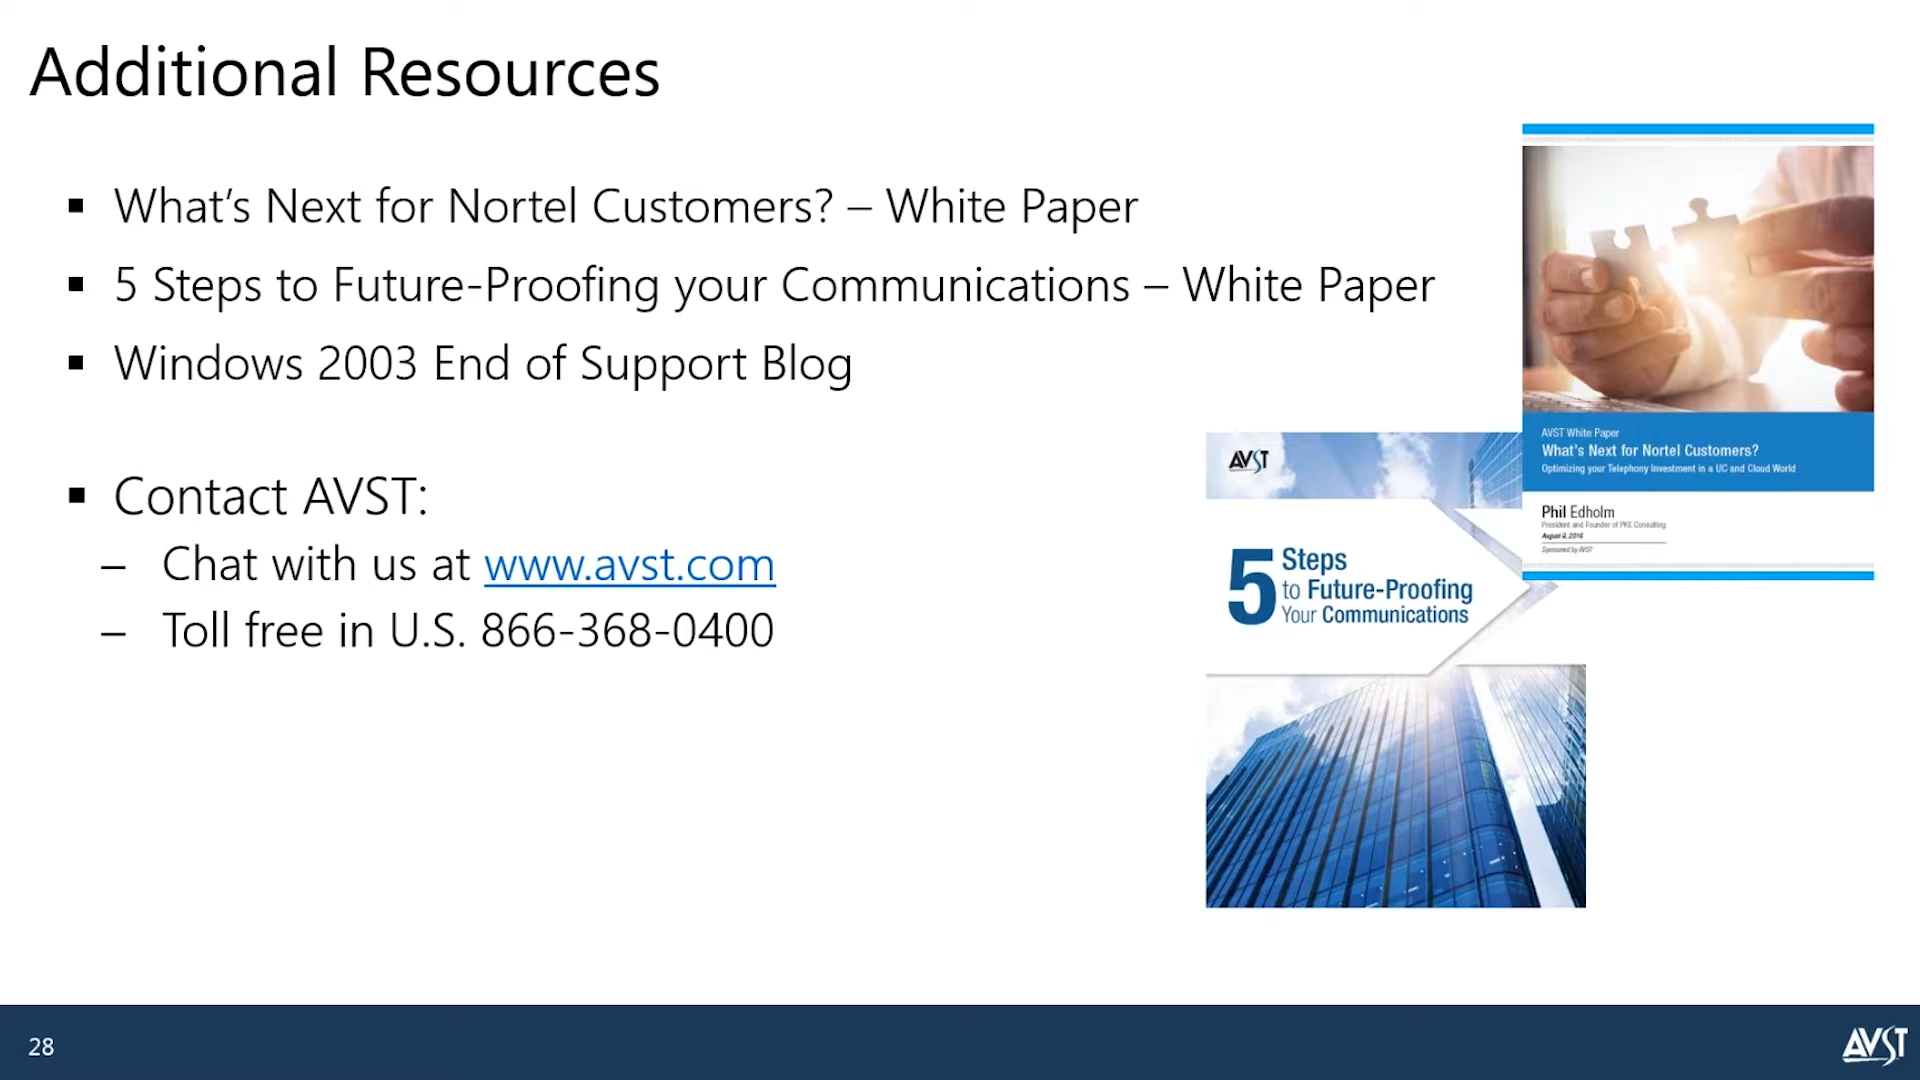 Additional Resources
▪ What's Next for Nortel Customers? – White Paper
▪ 5 Steps to Future-Proofing your Communications – White Paper
▪ Windows 2003 End of Support Blog
▪ Contact AVST:
– Chat with us at www.avst.com
– Toll free in U.S. 866-368-0400
AVST White Paper
What's Next for Nortel Customers?
Optimizing your Telephony Investment in a UC and Cloud World
Phil Edholm
President and Founder of PKE Consulting
August 9, 2016
Sponsored by AVST
AVST
5 Steps
to Future-Proofing
Your Communications
28
AVST